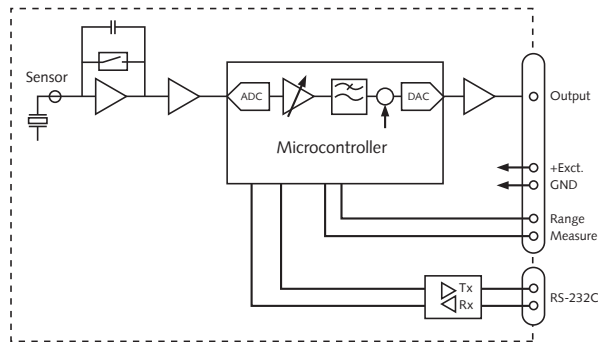 Sensor
ADC
DAC
Microcontroller
Output
+Exct.
GND
Range
Measure
Tx
Rx
RS-232C